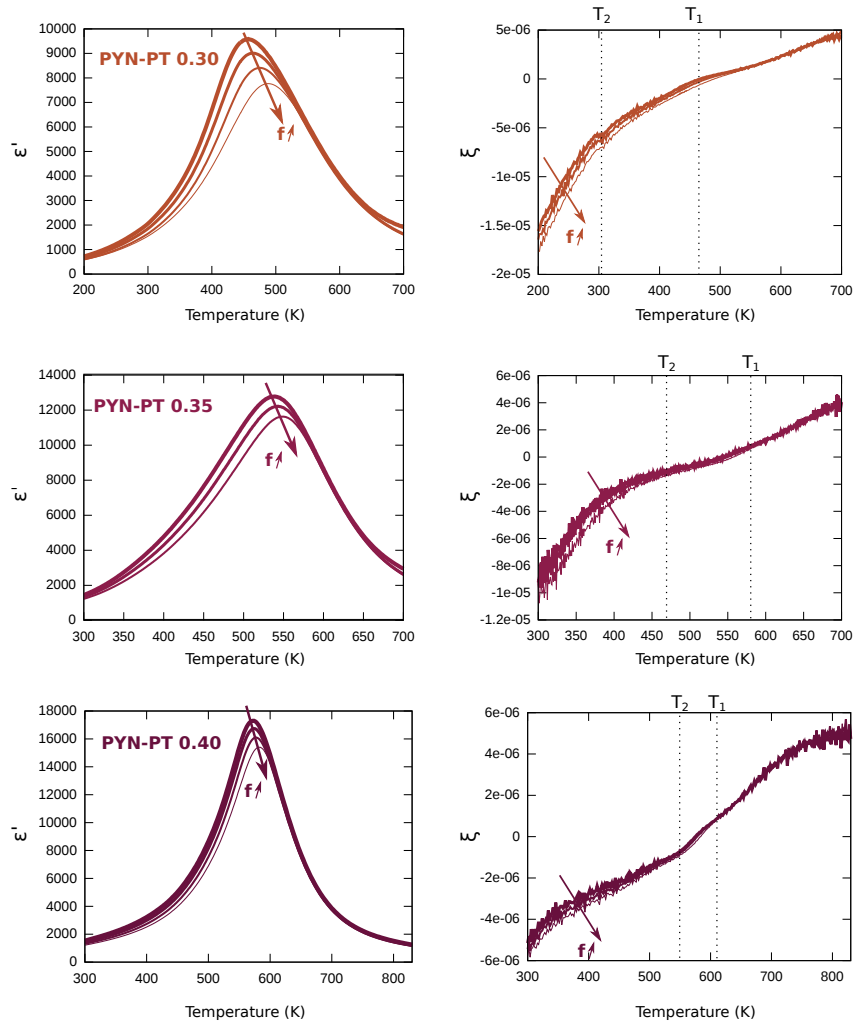 PYN-PT 0.30
ε'
10000
9000
8000
7000
6000
5000
4000
3000
2000
1000
0
f
200 300 400 500 600 700
Temperature (K)
T2 T1
ξ
5e-06
0
-5e-06
-1e-05
-1.5e-05
-2e-05
f
200 300 400 500 600 700
Temperature (K)
PYN-PT 0.35
ε'
14000
12000
10000
8000
6000
4000
2000
0
f
300 350 400 450 500 550 600 650 700
Temperature (K)
T2 T1
ξ
6e-06
4e-06
2e-06
0
-2e-06
-4e-06
-6e-06
-8e-06
-1e-05
-1.2e-05
f
300 350 400 450 500 550 600 650 700
Temperature (K)
PYN-PT 0.40
ε'
18000
16000
14000
12000
10000
8000
6000
4000
2000
0
f
300 400 500 600 700 800
Temperature (K)
T2 T1
ξ
6e-06
4e-06
2e-06
0
-2e-06
-4e-06
-6e-06
f
300 400 500 600 700 800
Temperature (K)